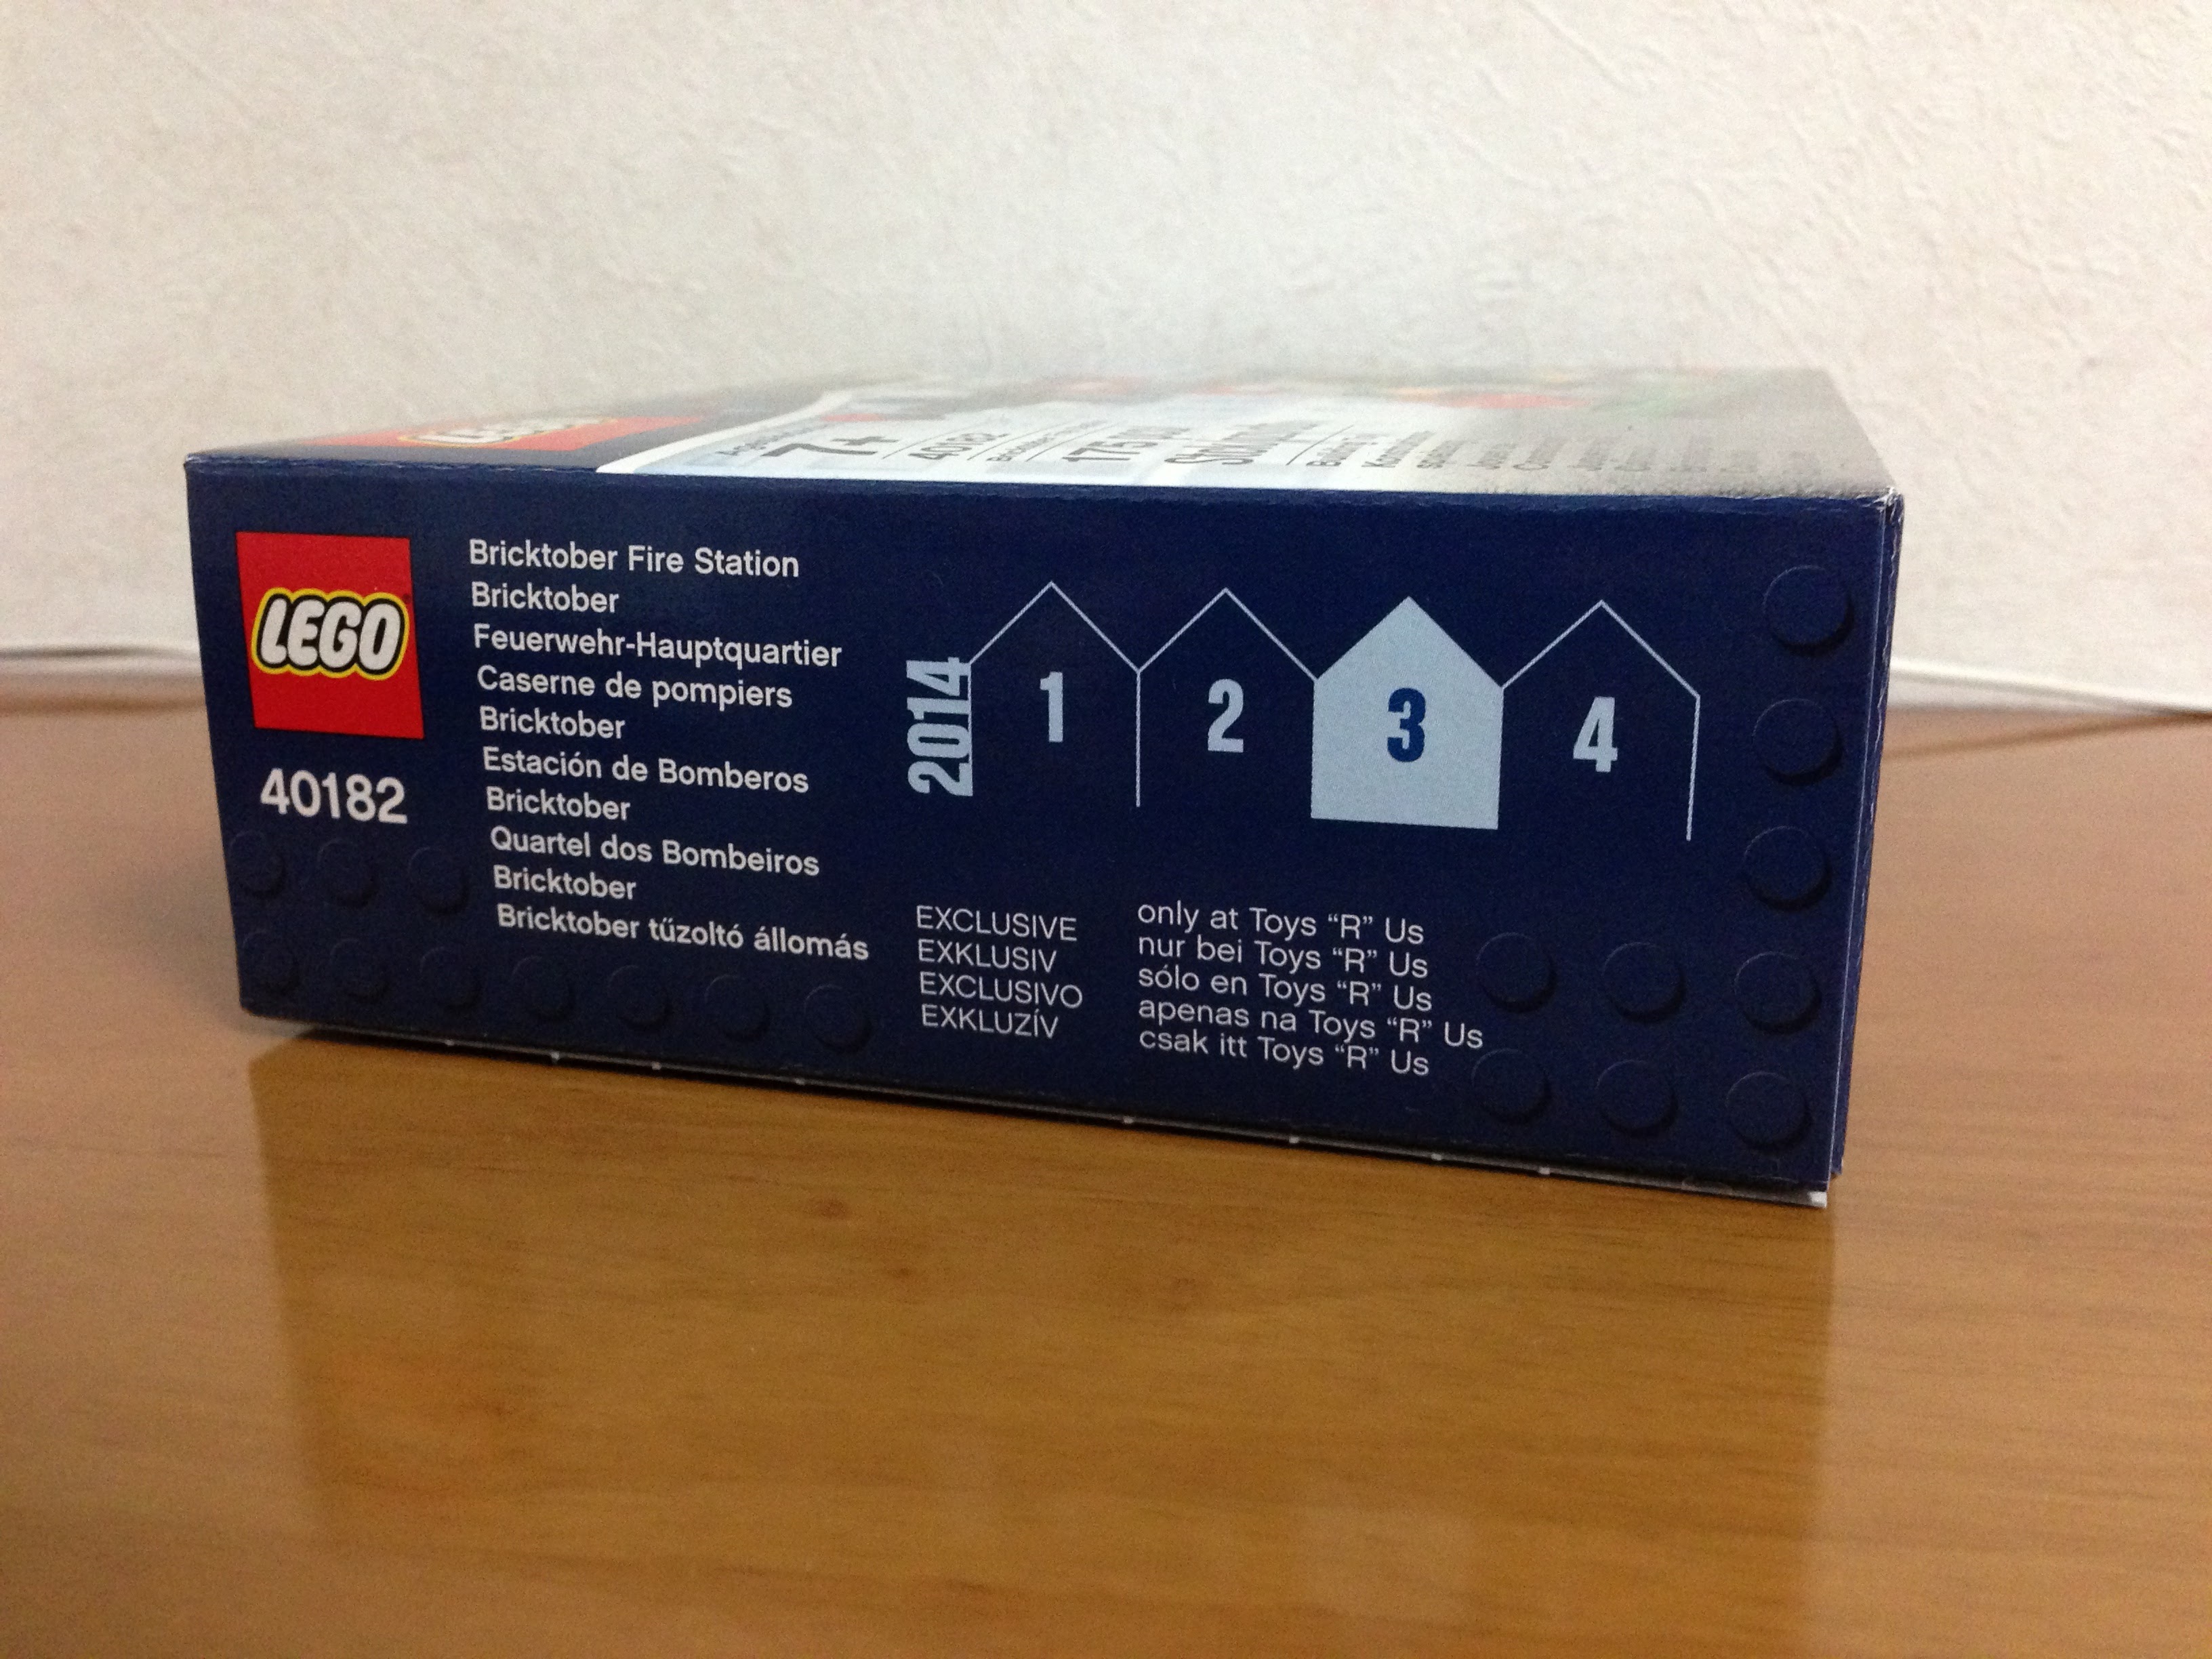 7+
40182
LEGO
40182
Bricktober Fire Station
Bricktober
Feuerwehr-Hauptquartier
Caserne de pompiers
Bricktober
Estación de Bomberos
Bricktober
Quartel dos Bombeiros
Bricktober
Bricktober tűzoltó állomás
2014
1
2
3
4
EXCLUSIVE
EXKLUSIV
EXCLUSIVO
EXKLUZÍV
only at Toys “R” Us
nur bei Toys “R” Us
sólo en Toys “R” Us
apenas na Toys “R” Us
csak itt Toys “R” Us